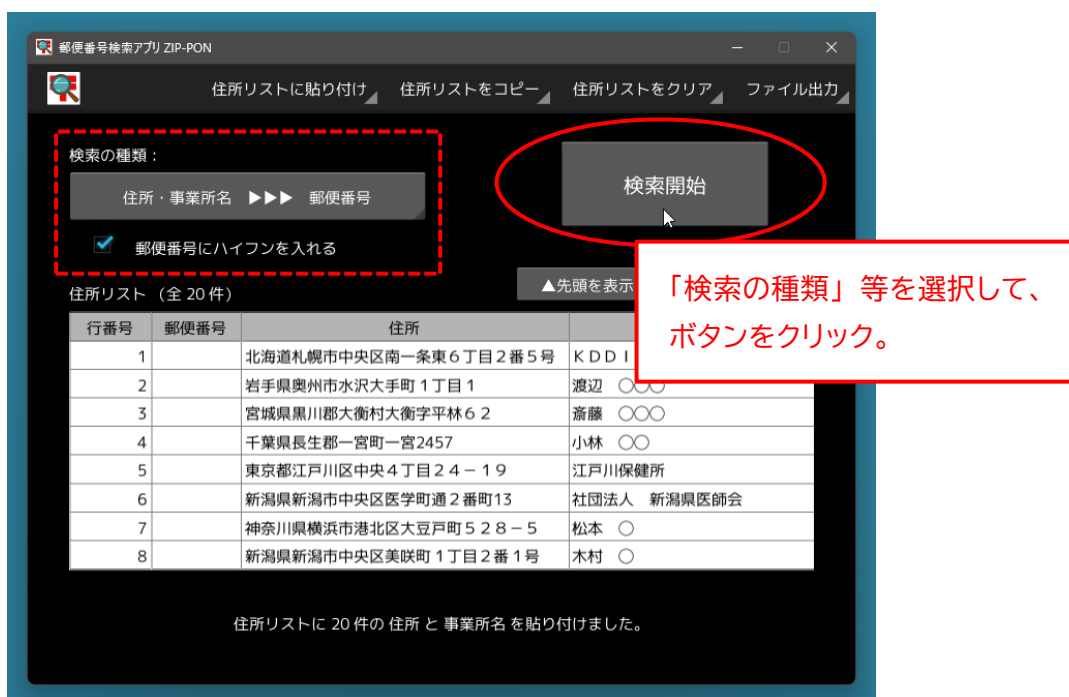 郵便番号検索アプリ ZIP-PON
住所リストに貼り付け 住所リストをコピー 住所リストをクリア ファイル出力
検索の種類：
住所・事業所名 ▶▶▶ 郵便番号
検索開始
郵便番号にハイフンを入れる
「検索の種類」等を選択して、
ボタンをクリック。
住所リスト （全 20 件）
▲先頭を表示
行番号 郵便番号 住所
1 北海道札幌市中央区南一条東６丁目２番５号 ＫＤＤＩ
2 岩手県奥州市水沢大手町１丁目１ 渡辺 ○○○
3 宮城県黒川郡大衡村大衡字平林６２ 斎藤 ○○○
4 千葉県長生郡一宮町一宮2457 小林 ○○
5 東京都江戸川区中央４丁目２４－１９ 江戸川保健所
6 新潟県新潟市中央区医学町通２番町13 社団法人 新潟県医師会
7 神奈川県横浜市港北区大豆戸町５２８－５ 松本 ○
8 新潟県新潟市中央区美咲町１丁目２番１号 木村 ○
住所リストに 20 件の 住所 と 事業所名 を貼り付けました。